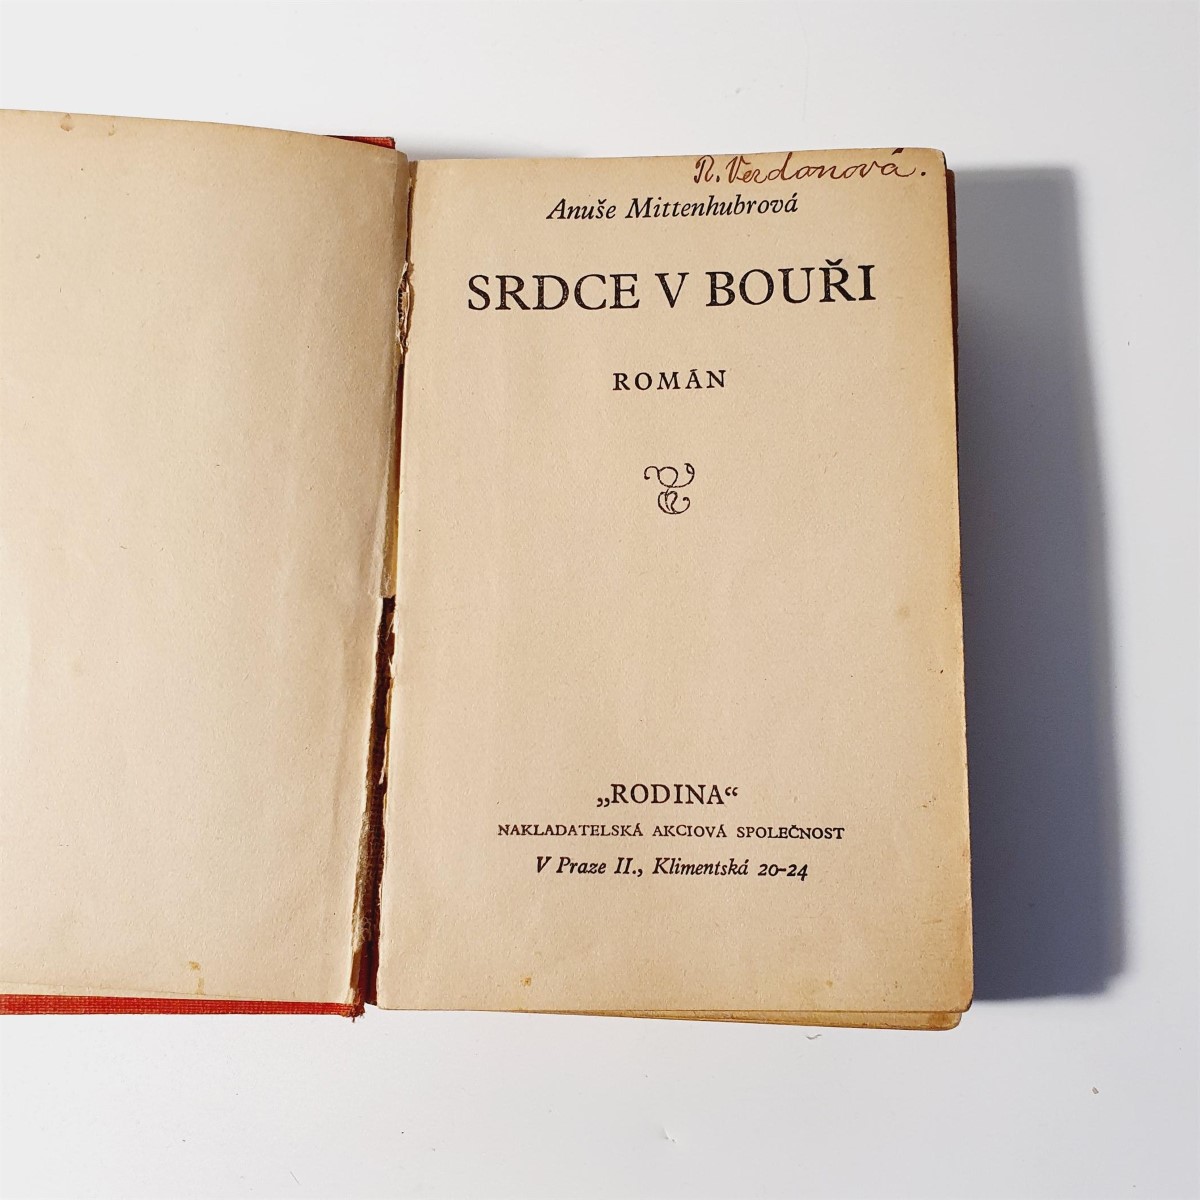 R. Verdanová.
Anuše Mittenhubrová
SRDCE V BOUŘI
ROMÁN
„RODINA“
NAKLADATELSKÁ AKCIOVÁ SPOLEČNOST
V Praze II., Klimentská 20-24